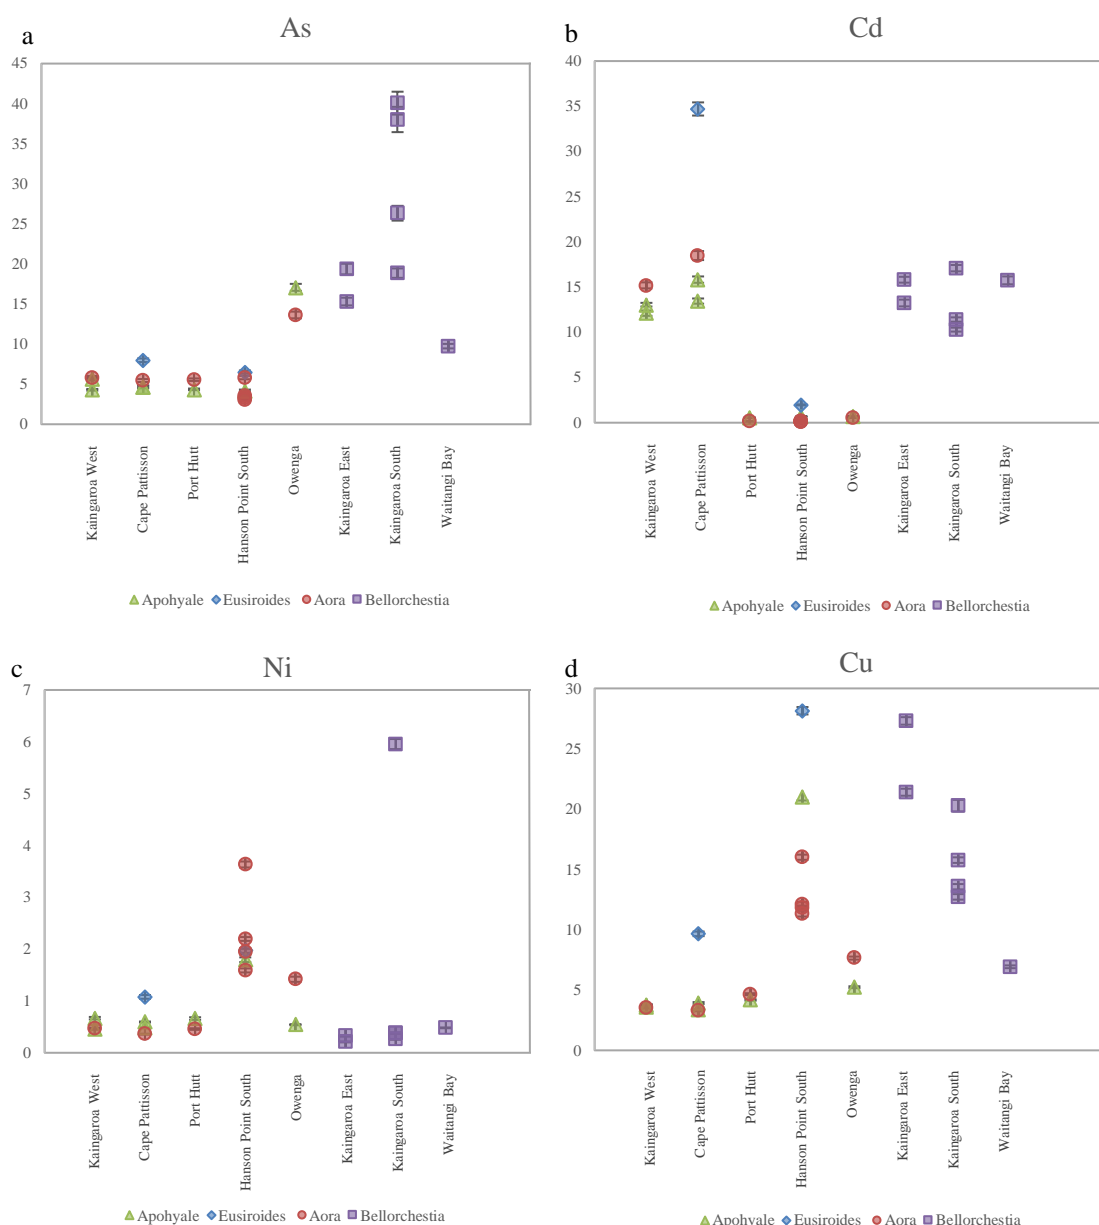 a
As
45
40
35
30
25
20
15
10
5
0
Kaingaroa West
Cape Pattisson
Port Hutt
Hanson Point South
Owenga
Kaingaroa East
Kaingaroa South
Waitangi Bay
Apohyale Eusiroides Aora Bellorchestia
b
Cd
40
35
30
25
20
15
10
5
0
Kaingaroa West
Cape Pattisson
Port Hutt
Hanson Point South
Owenga
Kaingaroa East
Kaingaroa South
Waitangi Bay
Apohyale Eusiroides Aora Bellorchestia
c
Ni
7
6
5
4
3
2
1
0
Kaingaroa West
Cape Pattisson
Port Hutt
Hanson Point South
Owenga
Kaingaroa East
Kaingaroa South
Waitangi Bay
Apohyale Eusiroides Aora Bellorchestia
d
Cu
30
25
20
15
10
5
0
Kaingaroa West
Cape Pattisson
Port Hutt
Hanson Point South
Owenga
Kaingaroa East
Kaingaroa South
Waitangi Bay
Apohyale Eusiroides Aora Bellorchestia